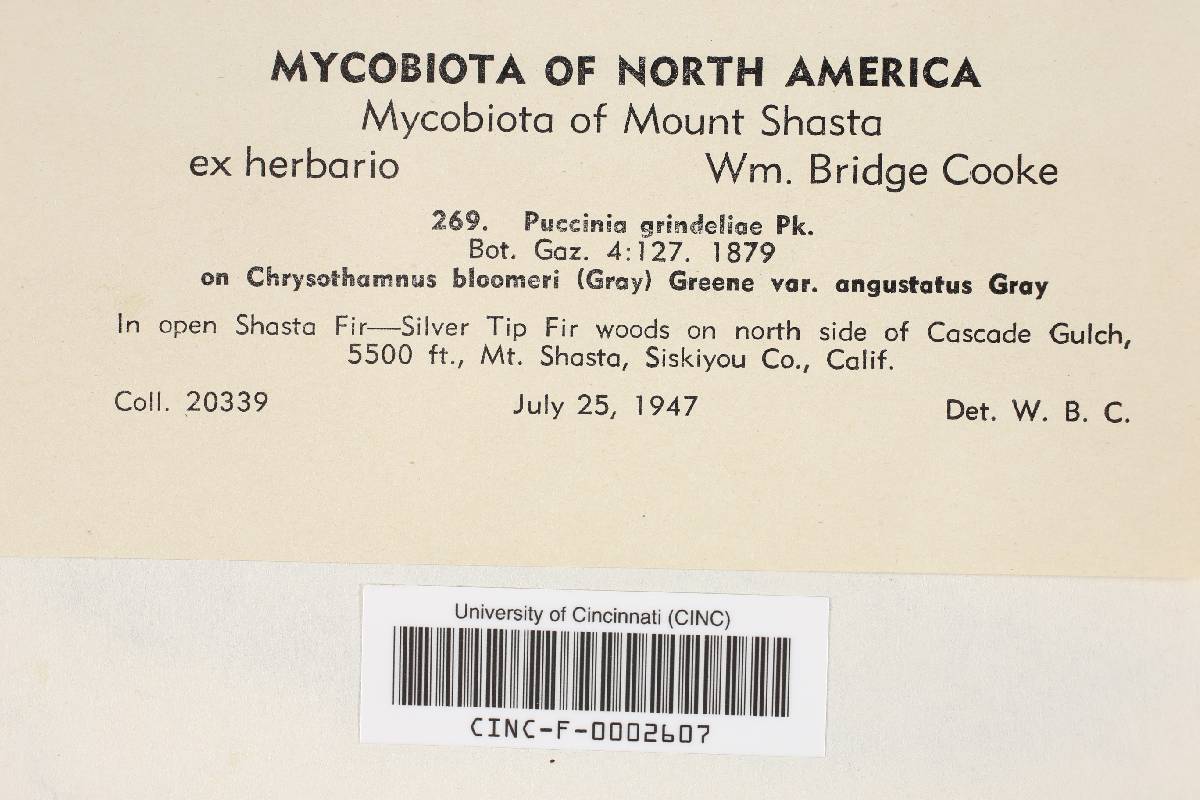 MYCOBIOTA OF NORTH AMERICA
Mycobiota of Mount Shasta
ex herbario Wm. Bridge Cooke
269. Puccinia grindeliae Pk.
Bot. Gaz. 4:127. 1879
on Chrysothamnus bloomeri (Gray) Greene var. angustatus Gray
In open Shasta Fir—Silver Tip Fir woods on north side of Cascade Gulch,
5500 ft., Mt. Shasta, Siskiyou Co., Calif.
Coll. 20339 July 25, 1947 Det. W. B. C.
University of Cincinnati (CINC)
CINC-F-0002607